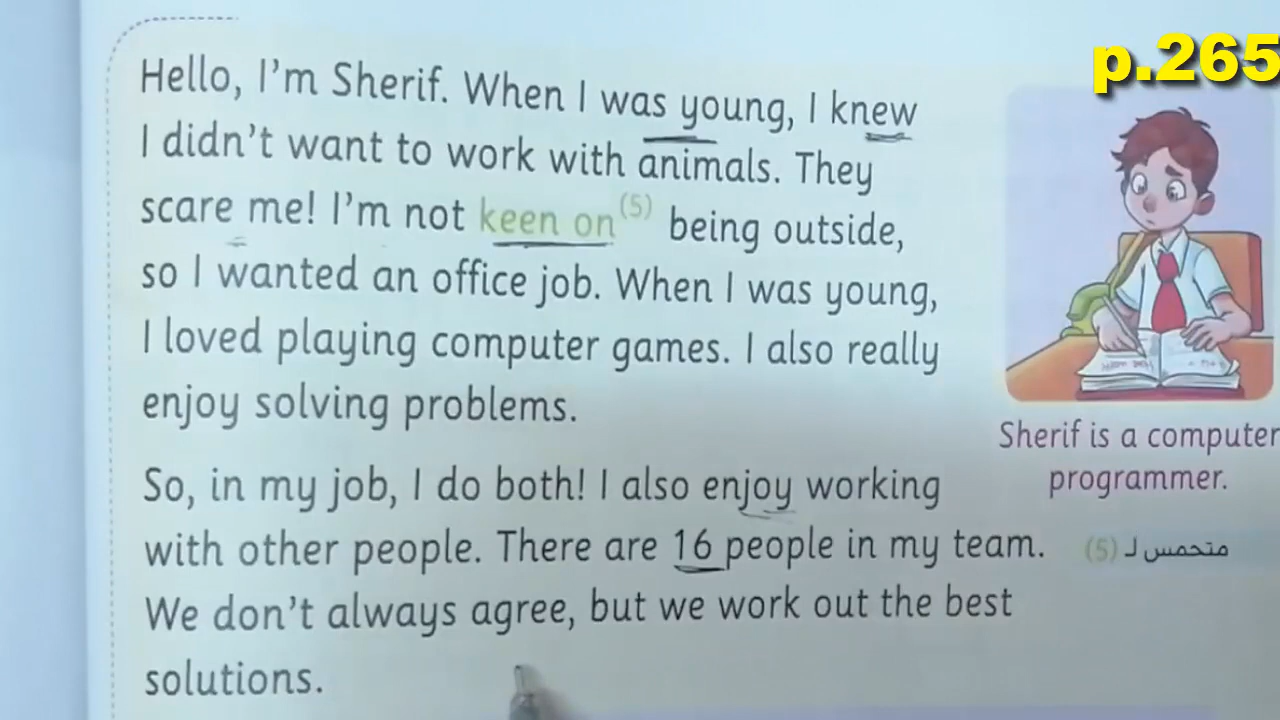 p.265
Hello, I'm Sherif. When I was young, I knew
I didn't want to work with animals. They
scare me! I'm not keen on(5) being outside,
so I wanted an office job. When I was young,
I loved playing computer games. I also really
enjoy solving problems.
So, in my job, I do both! I also enjoy working
with other people. There are 16 people in my team.
We don't always agree, but we work out the best
solutions.
Sherif is a computer
programmer.
(5) متحمس لـ